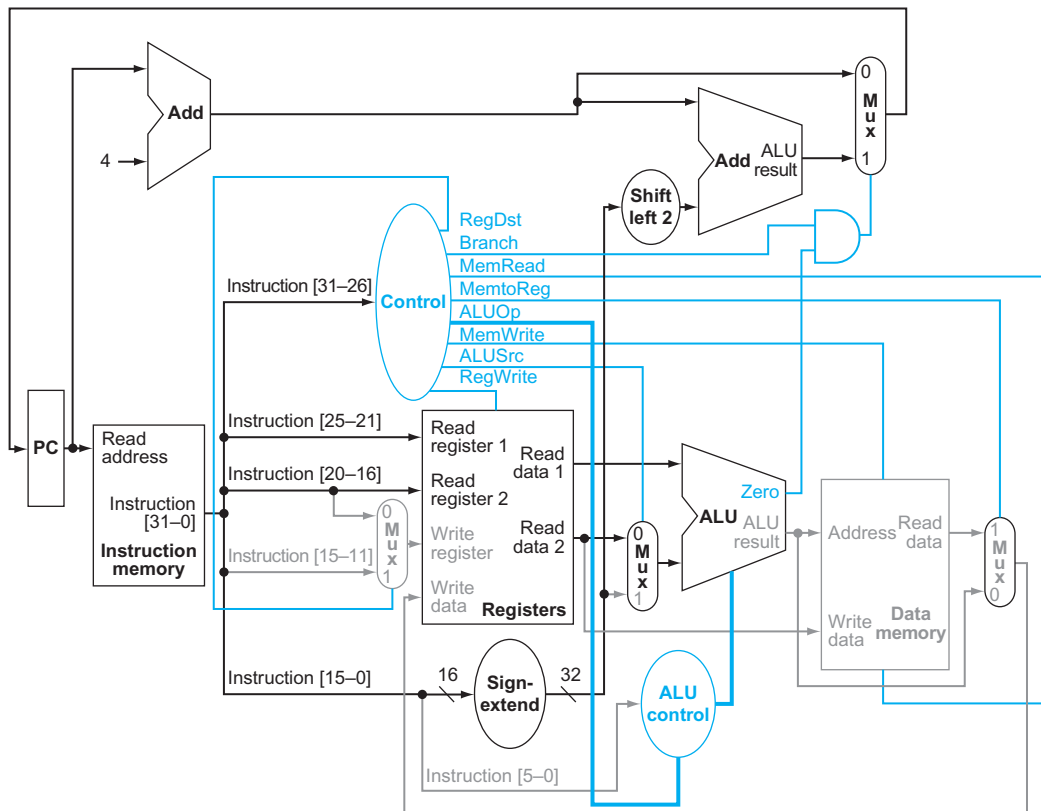 0
M
u
x
1
Add
4
Add
ALU
result
Shift
left 2
RegDst
Branch
MemRead
MemtoReg
ALUOp
MemWrite
ALUSrc
RegWrite
Control
Instruction [31–26]
PC
Read
address
Instruction
[31–0]
Instruction
memory
Instruction [25–21]
Instruction [20–16]
Instruction [15–11]
Instruction [15–0]
0
M
u
x
1
Read
register 1
Read
register 2
Write
register
Write
data
Read
data 1
Read
data 2
Registers
0
M
u
x
1
Zero
ALU
ALU
result
Address
Write
data
Read
data
Data
memory
1
M
u
x
0
16
Sign-
extend
32
ALU
control
Instruction [5–0]